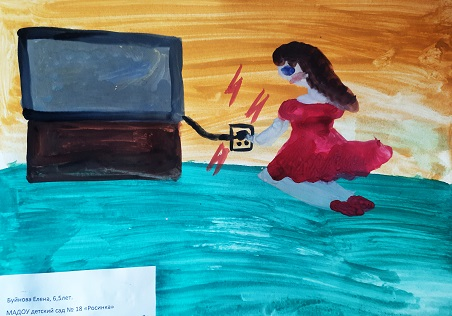 Буйнова Елена, 6,5лет.
МАДОУ детский сад № 18 «Росинка»